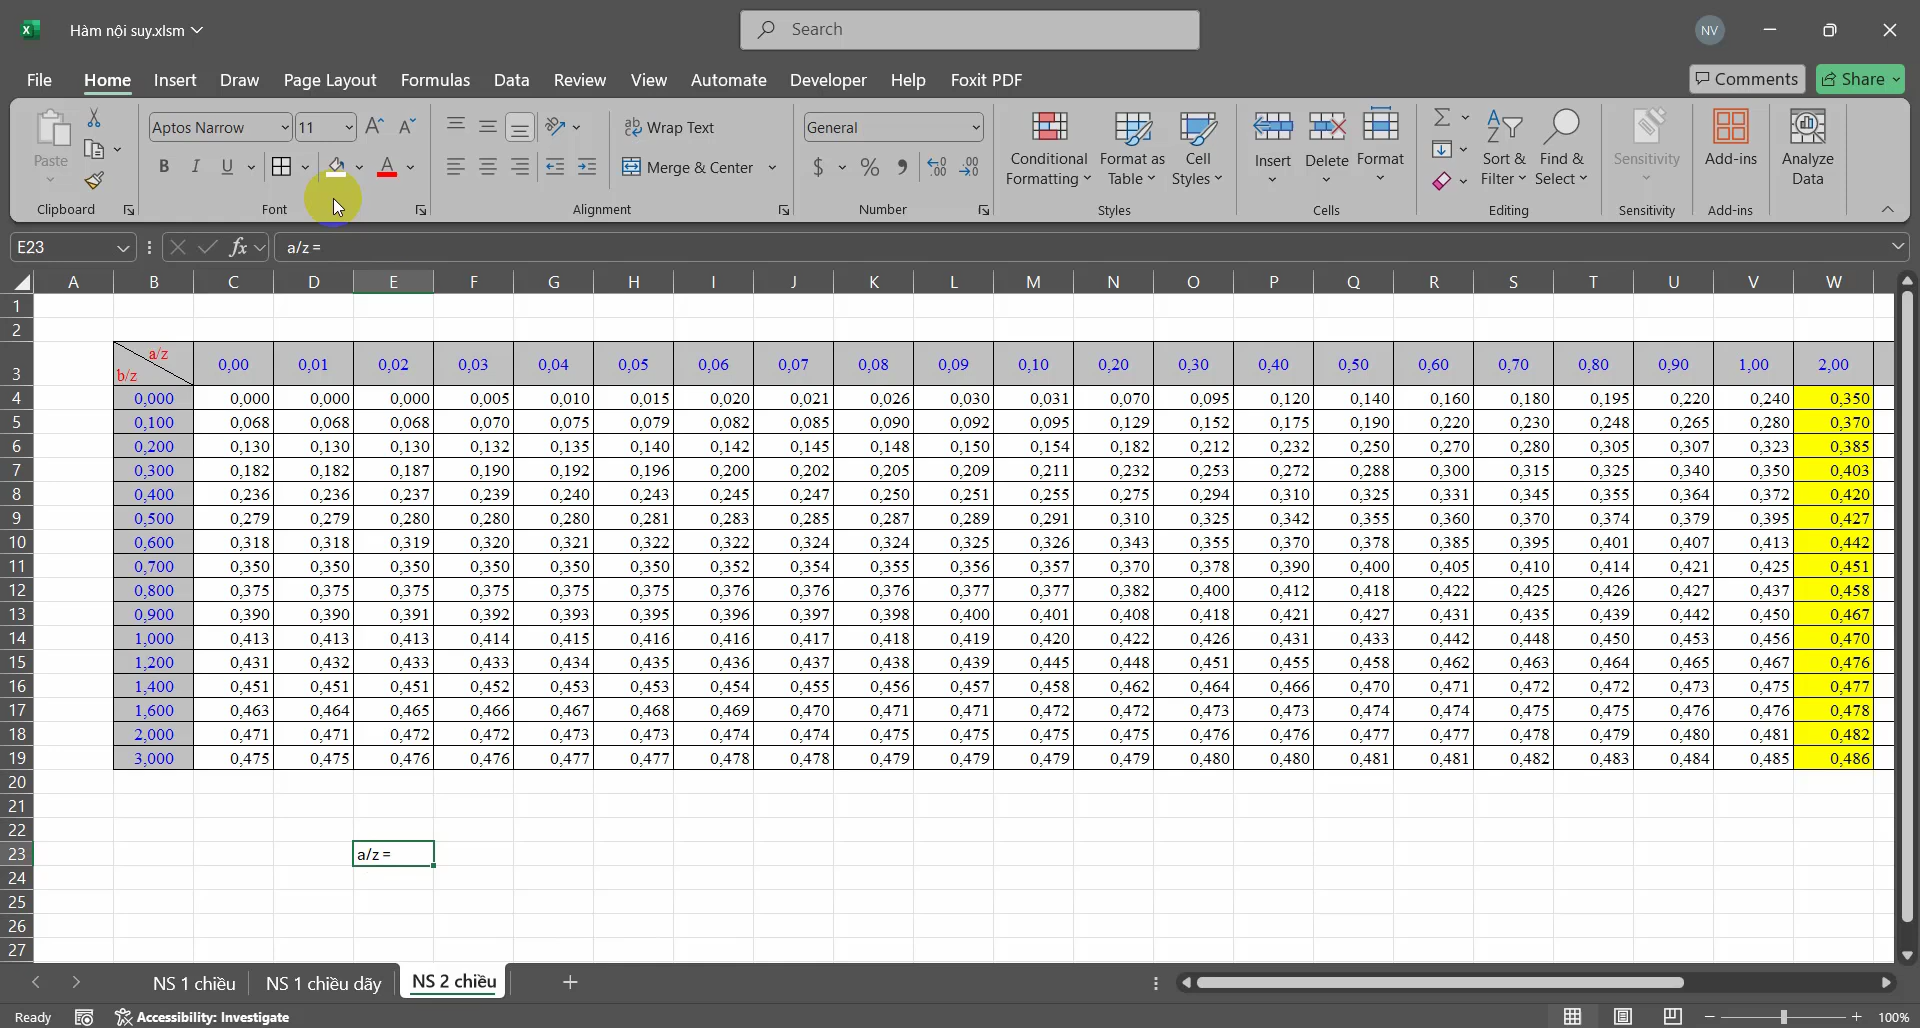 Hàm nội suy.xlsm
Search
NV
File Home Insert Draw Page Layout Formulas Data Review View Automate Developer Help Foxit PDF
Comments Share
Paste
Clipboard
Aptos Narrow 11
B I U A
Font
Wrap Text
Merge & Center
Alignment
General
$ % 9
Number
Conditional Formatting
Format as Table
Cell Styles
Styles
Insert Delete Format
Cells
Sort & Filter
Find & Select
Editing
Sensitivity
Sensitivity
Add-ins
Add-ins
Analyze Data
E23 fx a/z =
A B C D E F G H I J K L M N O P Q R S T U V W
1
2
3 a/z b/z 0,00 0,01 0,02 0,03 0,04 0,05 0,06 0,07 0,08 0,09 0,10 0,20 0,30 0,40 0,50 0,60 0,70 0,80 0,90 1,00 2,00
4 0,000 0,000 0,000 0,000 0,005 0,010 0,015 0,020 0,021 0,026 0,030 0,031 0,070 0,095 0,120 0,140 0,160 0,180 0,195 0,220 0,240 0,350
5 0,100 0,068 0,068 0,068 0,070 0,075 0,079 0,082 0,085 0,090 0,092 0,095 0,129 0,152 0,175 0,190 0,220 0,230 0,248 0,265 0,280 0,370
6 0,200 0,130 0,130 0,130 0,132 0,135 0,140 0,142 0,145 0,148 0,150 0,154 0,182 0,212 0,232 0,250 0,270 0,280 0,305 0,307 0,323 0,385
7 0,300 0,182 0,182 0,187 0,190 0,192 0,196 0,200 0,202 0,205 0,209 0,211 0,232 0,253 0,272 0,288 0,300 0,315 0,325 0,340 0,350 0,403
8 0,400 0,236 0,236 0,237 0,239 0,240 0,243 0,245 0,247 0,250 0,251 0,255 0,275 0,294 0,310 0,325 0,331 0,345 0,355 0,364 0,372 0,420
9 0,500 0,279 0,279 0,280 0,280 0,280 0,281 0,283 0,285 0,287 0,289 0,291 0,310 0,325 0,342 0,355 0,360 0,370 0,374 0,379 0,395 0,427
10 0,600 0,318 0,318 0,319 0,320 0,321 0,322 0,322 0,324 0,324 0,325 0,326 0,343 0,355 0,370 0,378 0,385 0,395 0,401 0,407 0,413 0,442
11 0,700 0,350 0,350 0,350 0,350 0,350 0,350 0,352 0,354 0,355 0,356 0,357 0,370 0,378 0,390 0,400 0,405 0,410 0,414 0,421 0,425 0,451
12 0,800 0,375 0,375 0,375 0,375 0,375 0,375 0,376 0,376 0,376 0,377 0,377 0,382 0,400 0,412 0,418 0,422 0,425 0,426 0,427 0,437 0,458
13 0,900 0,390 0,390 0,391 0,392 0,393 0,395 0,396 0,397 0,398 0,400 0,401 0,408 0,418 0,421 0,427 0,431 0,435 0,439 0,442 0,450 0,467
14 1,000 0,413 0,413 0,413 0,414 0,415 0,416 0,416 0,417 0,418 0,419 0,420 0,422 0,426 0,431 0,433 0,442 0,448 0,450 0,453 0,456 0,470
15 1,200 0,431 0,432 0,433 0,433 0,434 0,435 0,436 0,437 0,438 0,439 0,445 0,448 0,451 0,455 0,458 0,462 0,463 0,464 0,465 0,467 0,476
16 1,400 0,451 0,451 0,451 0,452 0,453 0,453 0,454 0,455 0,456 0,457 0,458 0,462 0,464 0,466 0,470 0,471 0,472 0,472 0,473 0,475 0,477
17 1,600 0,463 0,464 0,465 0,466 0,467 0,468 0,469 0,470 0,471 0,471 0,472 0,472 0,473 0,473 0,474 0,474 0,475 0,475 0,476 0,476 0,478
18 2,000 0,471 0,471 0,472 0,472 0,473 0,473 0,474 0,474 0,475 0,475 0,475 0,475 0,476 0,476 0,477 0,477 0,478 0,479 0,480 0,481 0,482
19 3,000 0,475 0,475 0,476 0,476 0,477 0,477 0,478 0,478 0,479 0,479 0,479 0,479 0,480 0,480 0,481 0,481 0,482 0,483 0,484 0,485 0,486
20
21
22
23 a/z =
24
25
26
27
NS 1 chiều NS 1 chiều dãy NS 2 chiều
Ready Accessibility: Investigate 100%